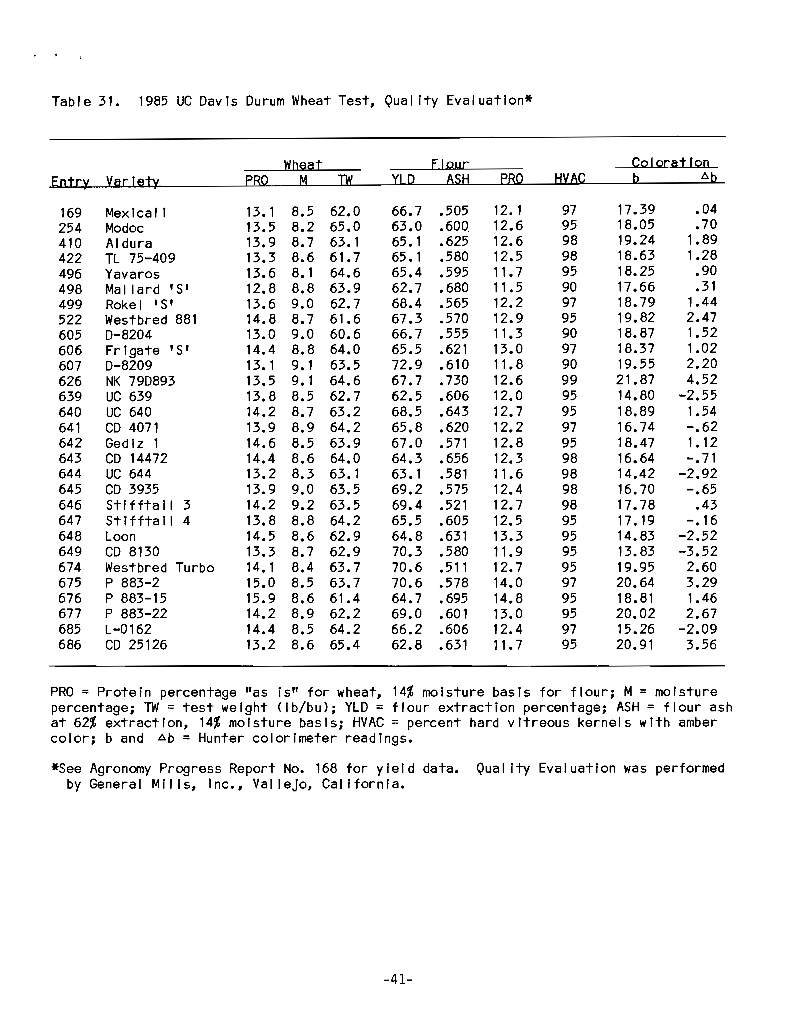 Table 31. 1985 UC Davis Durum Wheat Test, Quality Evaluation*
Wheat Flour Coloration
Entry Variety PRO M TW YLD ASH PRO HVAC b Δb
169 Mexicali 13.1 8.5 62.0 66.7 .505 12.1 97 17.39 .04
254 Modoc 13.5 8.2 65.0 63.0 .600 12.6 95 18.05 .70
410 Aldura 13.9 8.7 63.1 65.1 .625 12.6 98 19.24 1.89
422 TL 75-409 13.3 8.6 61.7 65.1 .580 12.5 98 18.63 1.28
496 Yavaros 13.6 8.1 64.6 65.4 .595 11.7 95 18.25 .90
498 Mallard 'S' 12.8 8.8 63.9 62.7 .680 11.5 90 17.66 .31
499 Rokel 'S' 13.6 9.0 62.7 68.4 .565 12.2 97 18.79 1.44
522 Westbred 881 14.8 8.7 61.6 67.3 .570 12.9 95 19.82 2.47
605 D-8204 13.0 9.0 60.6 66.7 .555 11.3 90 18.87 1.52
606 Frigate 'S' 14.4 8.8 64.0 65.5 .621 13.0 97 18.37 1.02
607 D-8209 13.1 9.1 63.5 72.9 .610 11.8 90 19.55 2.20
626 NK 79D893 13.5 9.1 64.6 67.7 .730 12.6 99 21.87 4.52
639 UC 639 13.8 8.5 62.7 62.5 .606 12.0 95 14.80 -2.55
640 UC 640 14.2 8.7 63.2 68.5 .643 12.7 95 18.89 1.54
641 CD 4071 13.9 8.9 64.2 65.8 .620 12.2 97 16.74 -.62
642 Gediz 1 14.6 8.5 63.9 67.0 .571 12.8 95 18.47 1.12
643 CD 14472 14.4 8.6 64.0 64.3 .656 12.3 98 16.64 -.71
644 UC 644 13.2 8.3 63.1 63.1 .581 11.6 98 14.42 -2.92
645 CD 3935 13.9 9.0 63.5 69.2 .575 12.4 98 16.70 -.65
646 Stifftail 3 14.2 9.2 63.5 69.4 .521 12.7 98 17.78 .43
647 Stifftail 4 13.8 8.8 64.2 65.5 .605 12.5 95 17.19 -.16
648 Loon 14.5 8.6 62.9 64.8 .631 13.3 95 14.83 -2.52
649 CD 8130 13.3 8.7 62.9 70.3 .580 11.9 95 13.83 -3.52
674 Westbred Turbo 14.1 8.4 63.7 70.6 .511 12.7 95 19.95 2.60
675 P 883-2 15.0 8.5 63.7 70.6 .578 14.0 97 20.64 3.29
676 P 883-15 15.9 8.6 61.4 64.7 .695 14.8 95 18.81 1.46
677 P 883-22 14.2 8.9 62.2 69.0 .601 13.0 95 20.02 2.67
685 L-0162 14.4 8.5 64.2 66.2 .606 12.4 97 15.26 -2.09
686 CD 25126 13.2 8.6 65.4 62.8 .631 11.7 95 20.91 3.56
PRO = Protein percentage "as is" for wheat, 14% moisture basis for flour; M = moisture
percentage; TW = test weight (lb/bu); YLD = flour extraction percentage; ASH = flour ash
at 62% extraction, 14% moisture basis; HVAC = percent hard vitreous kernels with amber
color; b and Δb = Hunter colorimeter readings.
*See Agronomy Progress Report No. 168 for yield data. Quality Evaluation was performed
by General Mills, Inc., Vallejo, California.
-41-